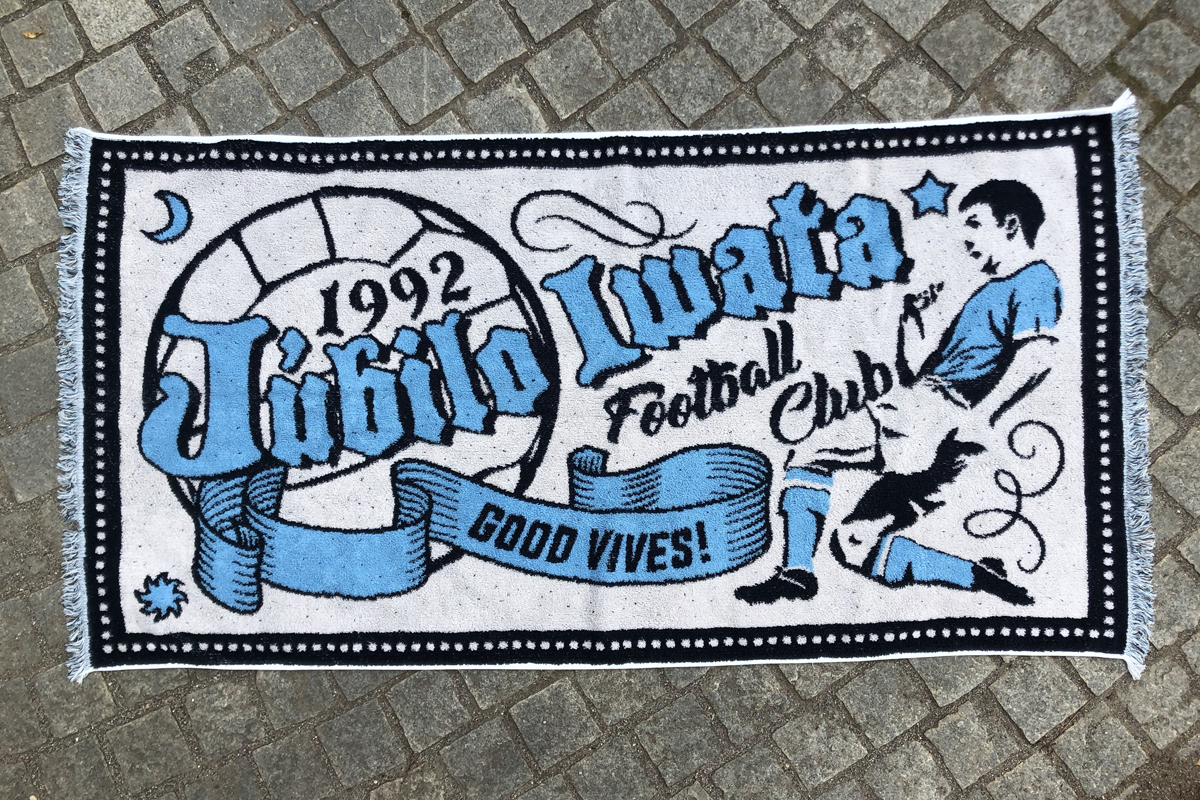 1992
Júbilo Iwata
Football Club
GOOD VIVES!